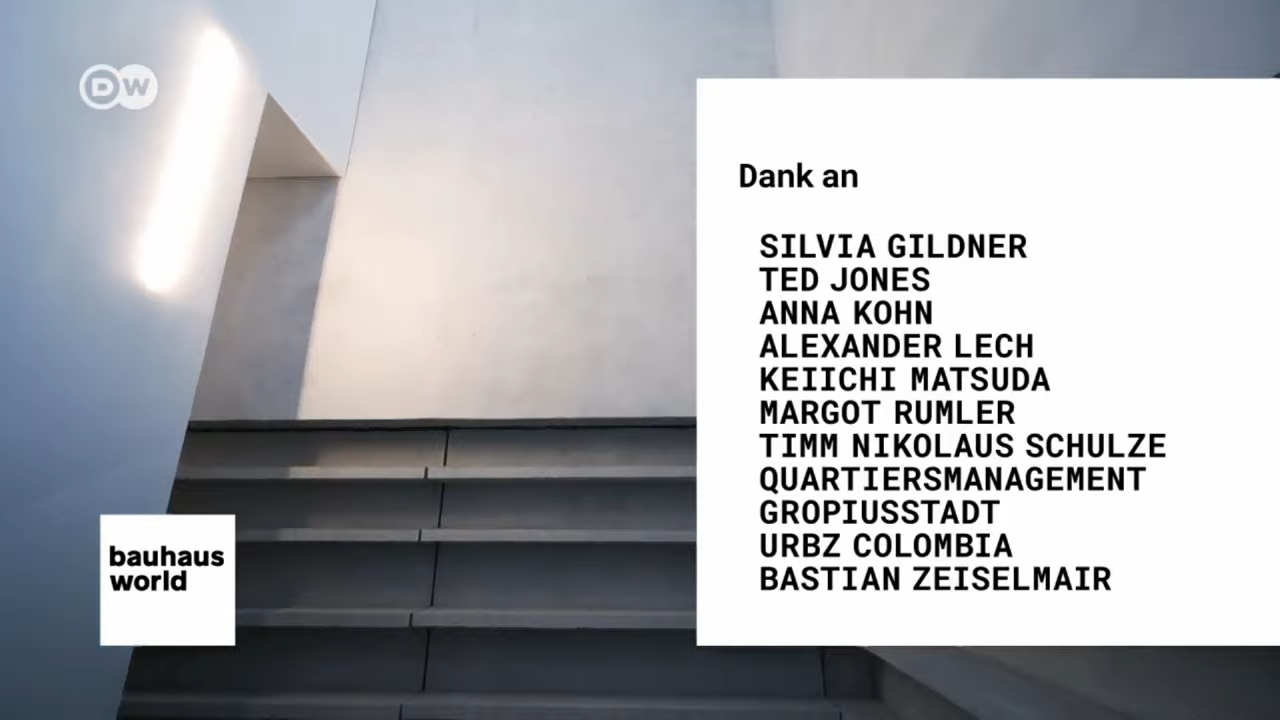 DW
Dank an
SILVIA GILDNER
TED JONES
ANNA KOHN
ALEXANDER LECH
KEIICHI MATSUDA
MARGOT RUMLER
TIMM NIKOLAUS SCHULZE
QUARTIERSMANAGEMENT
GROPIUSSTADT
URBZ COLOMBIA
BASTIAN ZEISELMAIR
bauhaus
world